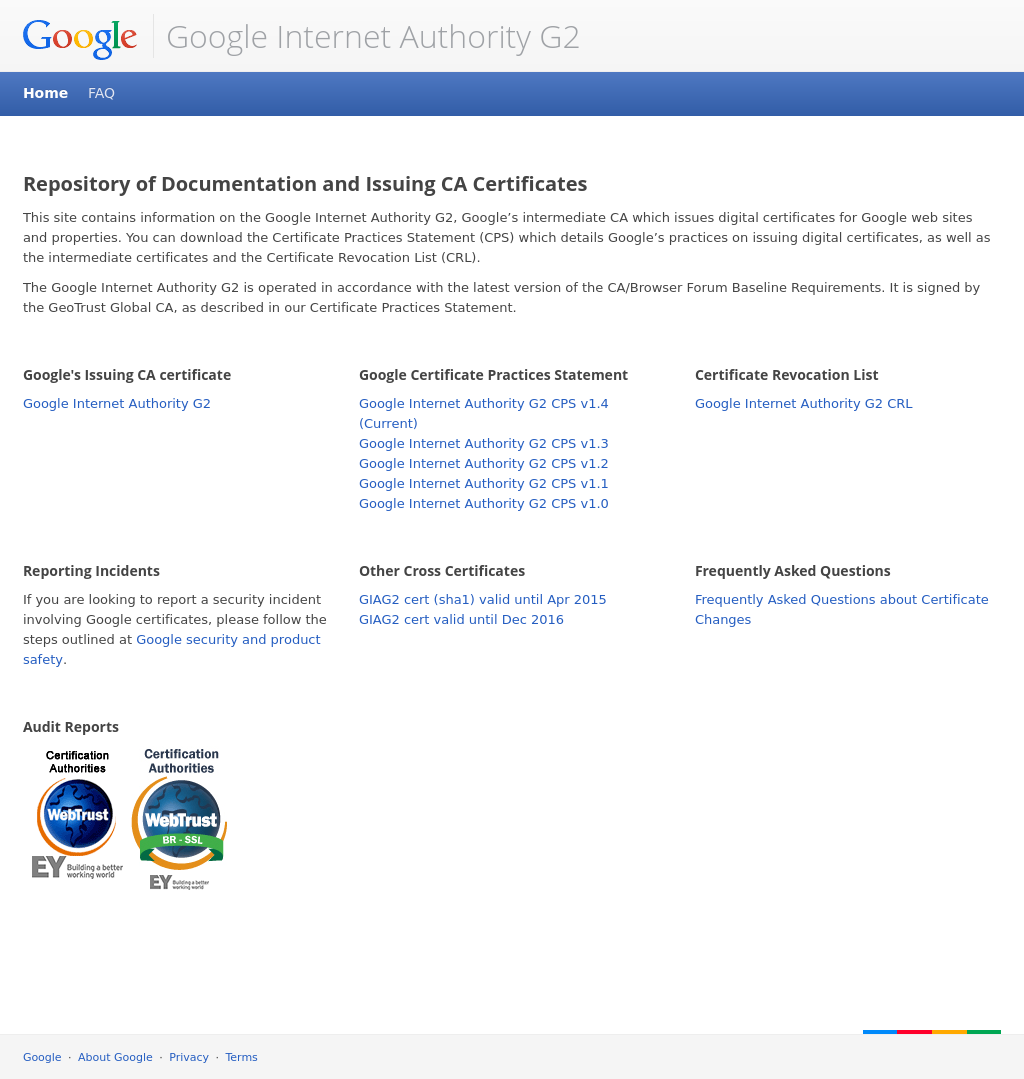 Google Google Internet Authority G2
Home FAQ
Repository of Documentation and Issuing CA Certificates
This site contains information on the Google Internet Authority G2, Google’s intermediate CA which issues digital certificates for Google web sites
and properties. You can download the Certificate Practices Statement (CPS) which details Google’s practices on issuing digital certificates, as well as
the intermediate certificates and the Certificate Revocation List (CRL).
The Google Internet Authority G2 is operated in accordance with the latest version of the CA/Browser Forum Baseline Requirements. It is signed by
the GeoTrust Global CA, as described in our Certificate Practices Statement.
Google's Issuing CA certificate
Google Internet Authority G2
Google Certificate Practices Statement
Google Internet Authority G2 CPS v1.4
(Current)
Google Internet Authority G2 CPS v1.3
Google Internet Authority G2 CPS v1.2
Google Internet Authority G2 CPS v1.1
Google Internet Authority G2 CPS v1.0
Certificate Revocation List
Google Internet Authority G2 CRL
Reporting Incidents
If you are looking to report a security incident
involving Google certificates, please follow the
steps outlined at Google security and product
safety.
Other Cross Certificates
GIAG2 cert (sha1) valid until Apr 2015
GIAG2 cert valid until Dec 2016
Frequently Asked Questions
Frequently Asked Questions about Certificate
Changes
Audit Reports
Certification
Authorities
WebTrust
EY Building a better
working world
Certification
Authorities
WebTrust
BR - SSL
EY Building a better
working world
Google · About Google · Privacy · Terms